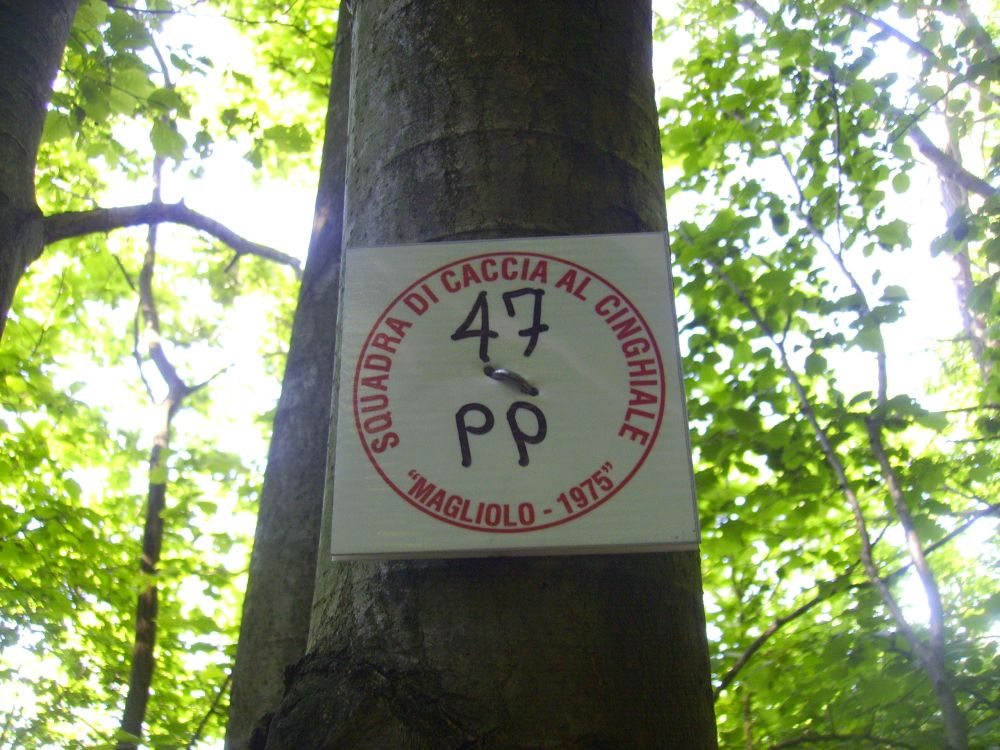 SQUADRA DI CACCIA AL CINGHIALE
47
PP
"MAGLIOLO - 1975"